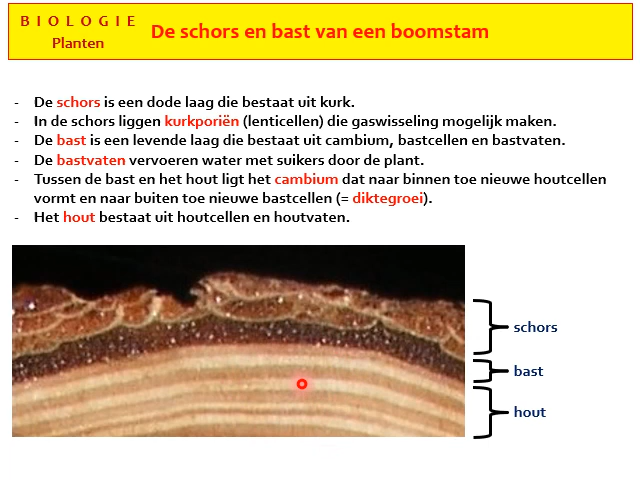 BIOLOGIE
Planten
De schors en bast van een boomstam
- De schors is een dode laag die bestaat uit kurk.
- In de schors liggen kurkporiën (lenticellen) die gaswisseling mogelijk maken.
- De bast is een levende laag die bestaat uit cambium, bastcellen en bastvaten.
- De bastvaten vervoeren water met suikers door de plant.
- Tussen de bast en het hout ligt het cambium dat naar binnen toe nieuwe houtcellen
vormt en naar buiten toe nieuwe bastcellen (= diktegroei).
- Het hout bestaat uit houtcellen en houtvaten.
schors
bast
hout